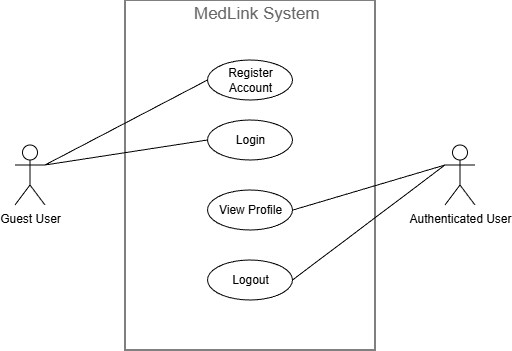 MedLink System
Register
Account
Login
View Profile
Logout
Guest User
Authenticated User